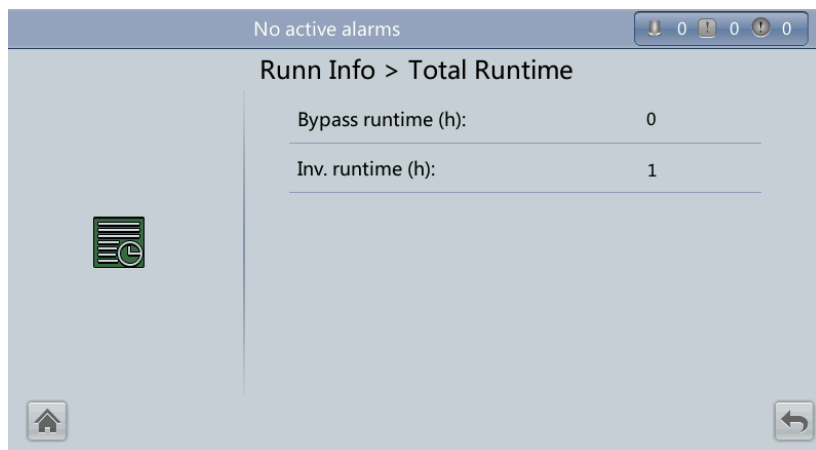 No active alarms 0 0 0
Runn Info > Total Runtime
Bypass runtime (h): 0
Inv. runtime (h): 1